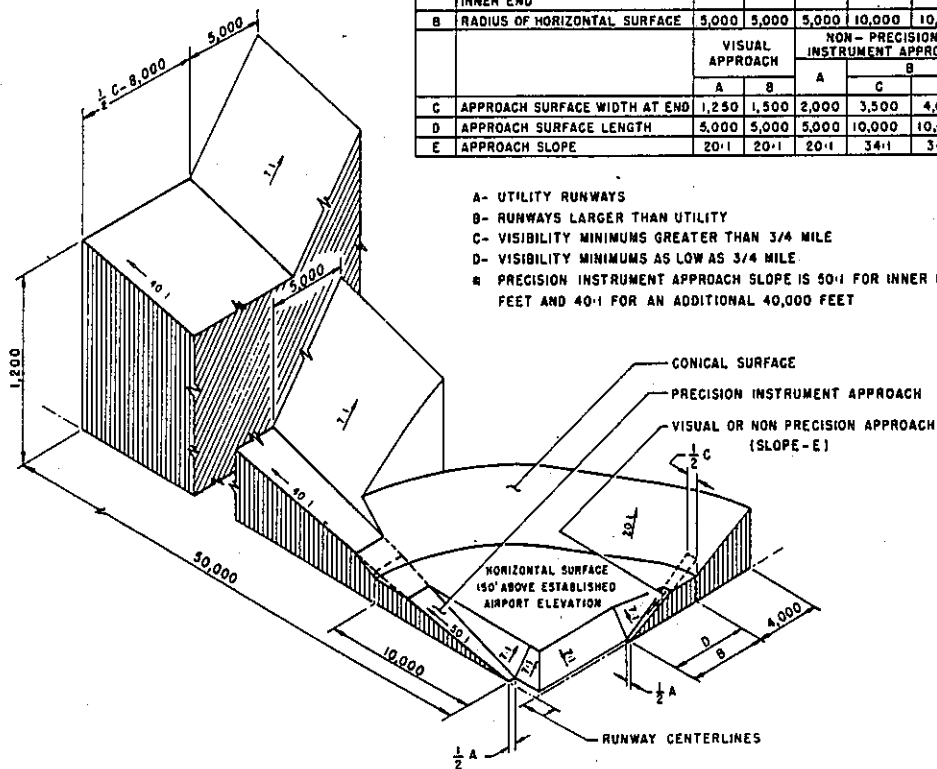 INNER END
B RADIUS OF HORIZONTAL SURFACE 5,000 5,000 5,000 10,000 10,
VISUAL APPROACH
NON-PRECISION
INSTRUMENT APPRO
A B A B
C
C APPROACH SURFACE WIDTH AT END 1,250 1,500 2,000 3,500 4,
D APPROACH SURFACE LENGTH 5,000 5,000 5,000 10,000 10,
E APPROACH SLOPE 20:1 20:1 20:1 34:1 3
A- UTILITY RUNWAYS
B- RUNWAYS LARGER THAN UTILITY
C- VISIBILITY MINIMUMS GREATER THAN 3/4 MILE
D- VISIBILITY MINIMUMS AS LOW AS 3/4 MILE
* PRECISION INSTRUMENT APPROACH SLOPE IS 50:1 FOR INNER
FEET AND 40:1 FOR AN ADDITIONAL 40,000 FEET
5,000
1/2 C-8,000
7:1
40:1
5,000
1,200
7:1
40:1
CONICAL SURFACE
PRECISION INSTRUMENT APPROACH
VISUAL OR NON PRECISION APPROACH
(SLOPE-E)
1/2 C
20:1
HORIZONTAL SURFACE
150' ABOVE ESTABLISHED
AIRPORT ELEVATION
50,000
50:1
7:1
7:1
7:1
7:1
10,000
4,000
D
B
1/2 A
1/2 A
RUNWAY CENTERLINES